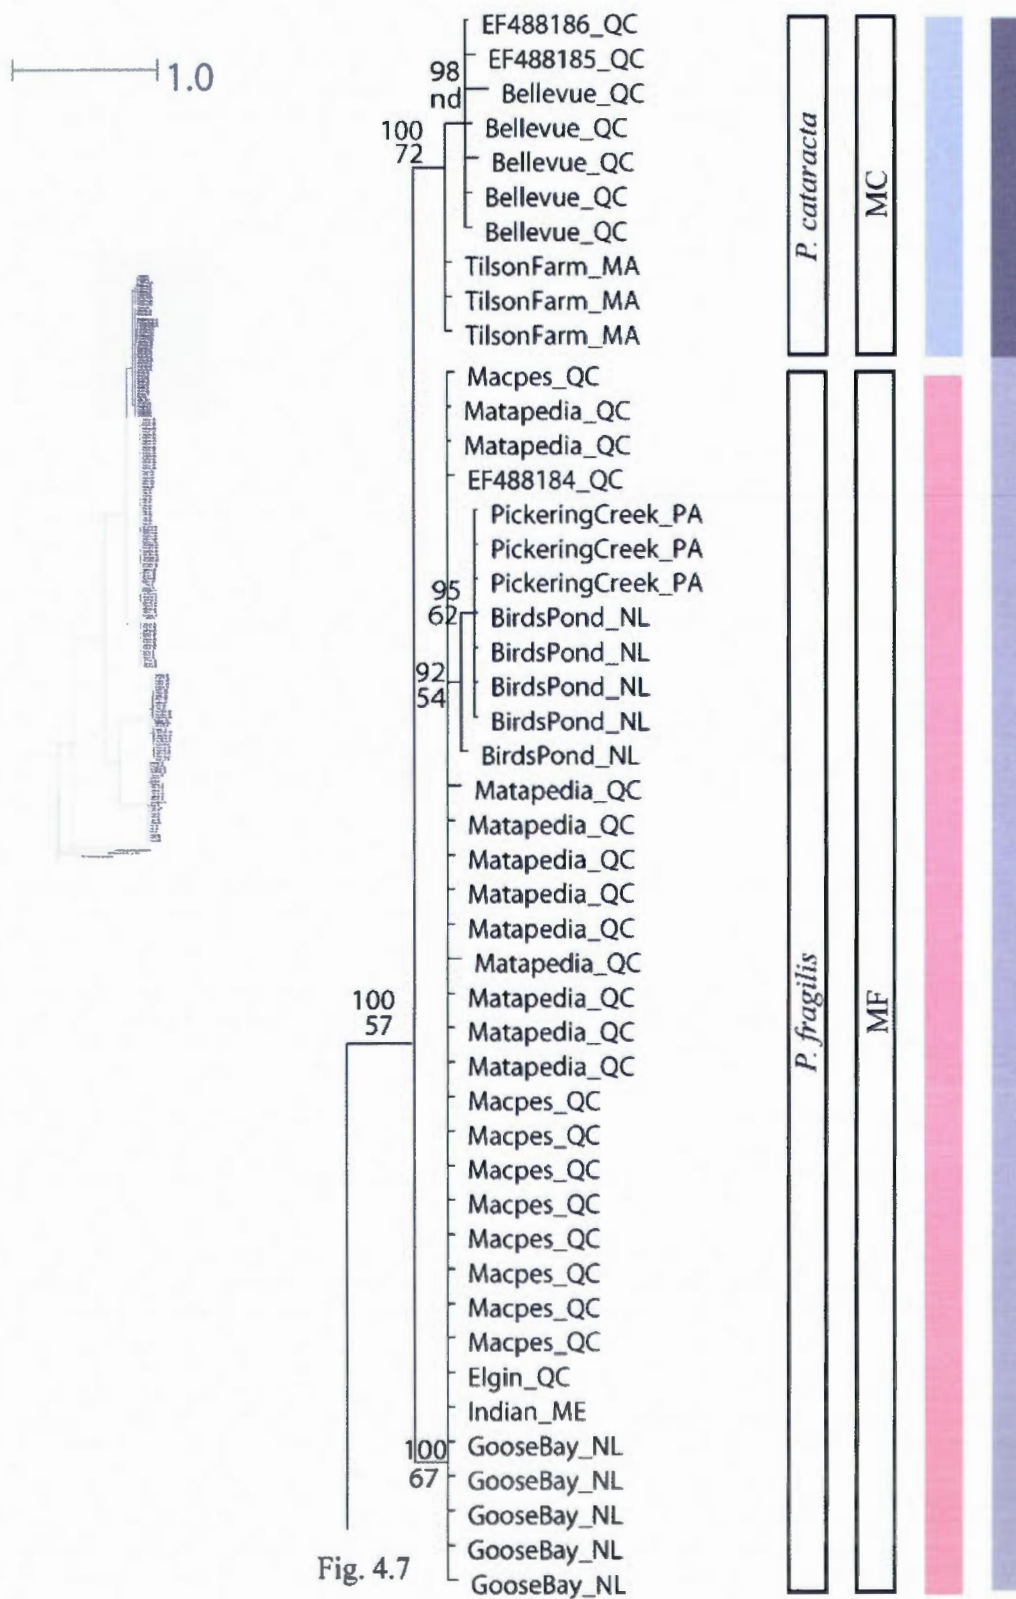 1.0
EF488186_QC
EF488185_QC
98
nd
Bellevue_QC
100
72
Bellevue_QC
Bellevue_QC
Bellevue_QC
Bellevue_QC
TilsonFarm_MA
TilsonFarm_MA
TilsonFarm_MA
P. cataracta
MC
Macpes_QC
Matapedia_QC
Matapedia_QC
EF488184_QC
PickeringCreek_PA
PickeringCreek_PA
PickeringCreek_PA
95
62
BirdsPond_NL
BirdsPond_NL
92
54
BirdsPond_NL
BirdsPond_NL
BirdsPond_NL
Matapedia_QC
Matapedia_QC
Matapedia_QC
Matapedia_QC
Matapedia_QC
Matapedia_QC
100
57
Matapedia_QC
Matapedia_QC
Matapedia_QC
Macpes_QC
Macpes_QC
Macpes_QC
Macpes_QC
Macpes_QC
Macpes_QC
Macpes_QC
Macpes_QC
Elgin_QC
Indian_ME
100
67
GooseBay_NL
GooseBay_NL
GooseBay_NL
GooseBay_NL
GooseBay_NL
P. fragilis
MF
Fig. 4.7